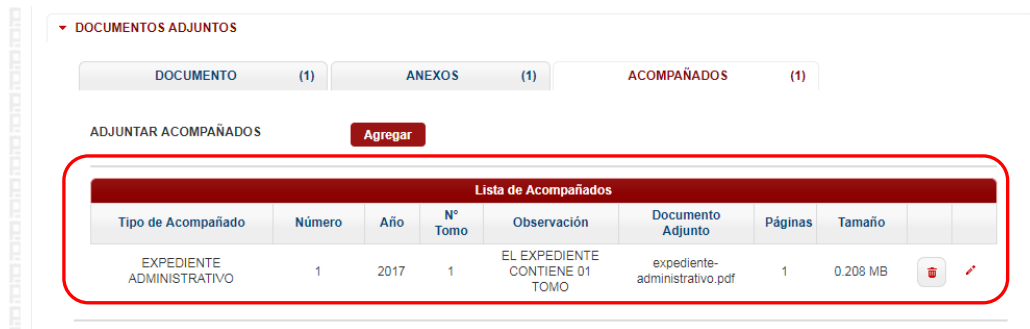 DOCUMENTOS ADJUNTOS
DOCUMENTO (1) ANEXOS (1) ACOMPAÑADOS (1)
ADJUNTAR ACOMPAÑADOS Agregar
Lista de Acompañados
Tipo de Acompañado Número Año N° Tomo Observación Documento Adjunto Páginas Tamaño
EXPEDIENTE ADMINISTRATIVO 1 2017 1 EL EXPEDIENTE CONTIENE 01 TOMO expediente-administrativo.pdf 1 0.208 MB